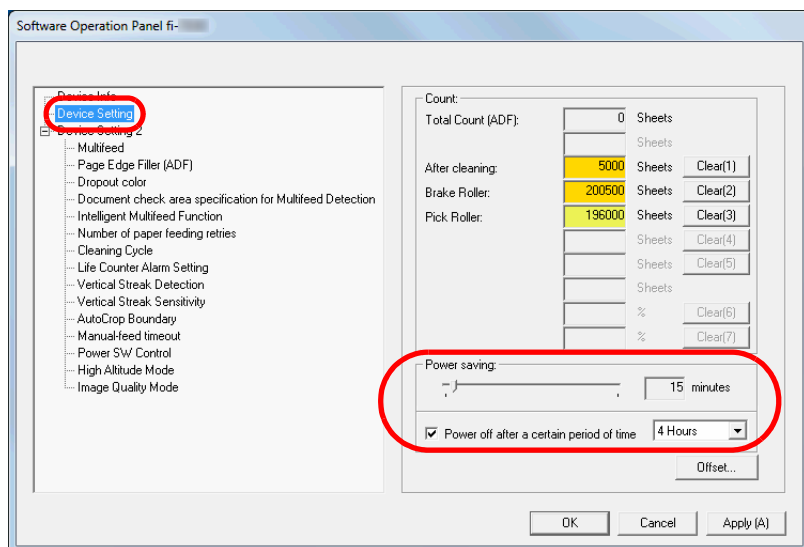 Software Operation Panel fi-
Device Info
Device Setting
Device Setting 2
Multifeed
Page Edge Filler (ADF)
Dropout color
Document check area specification for Multifeed Detection
Intelligent Multifeed Function
Number of paper feeding retries
Cleaning Cycle
Life Counter Alarm Setting
Vertical Streak Detection
Vertical Streak Sensitivity
AutoCrop Boundary
Manual-feed timeout
Power SW Control
High Altitude Mode
Image Quality Mode
Count:
Total Count (ADF): 0 Sheets
Sheets
After cleaning: 5000 Sheets Clear(1)
Brake Roller: 200500 Sheets Clear(2)
Pick Roller: 196000 Sheets Clear(3)
Sheets Clear(4)
Sheets Clear(5)
Sheets
% Clear(6)
% Clear(7)
Power saving:
15 minutes
Power off after a certain period of time 4 Hours
Offset...
OK Cancel Apply (A)